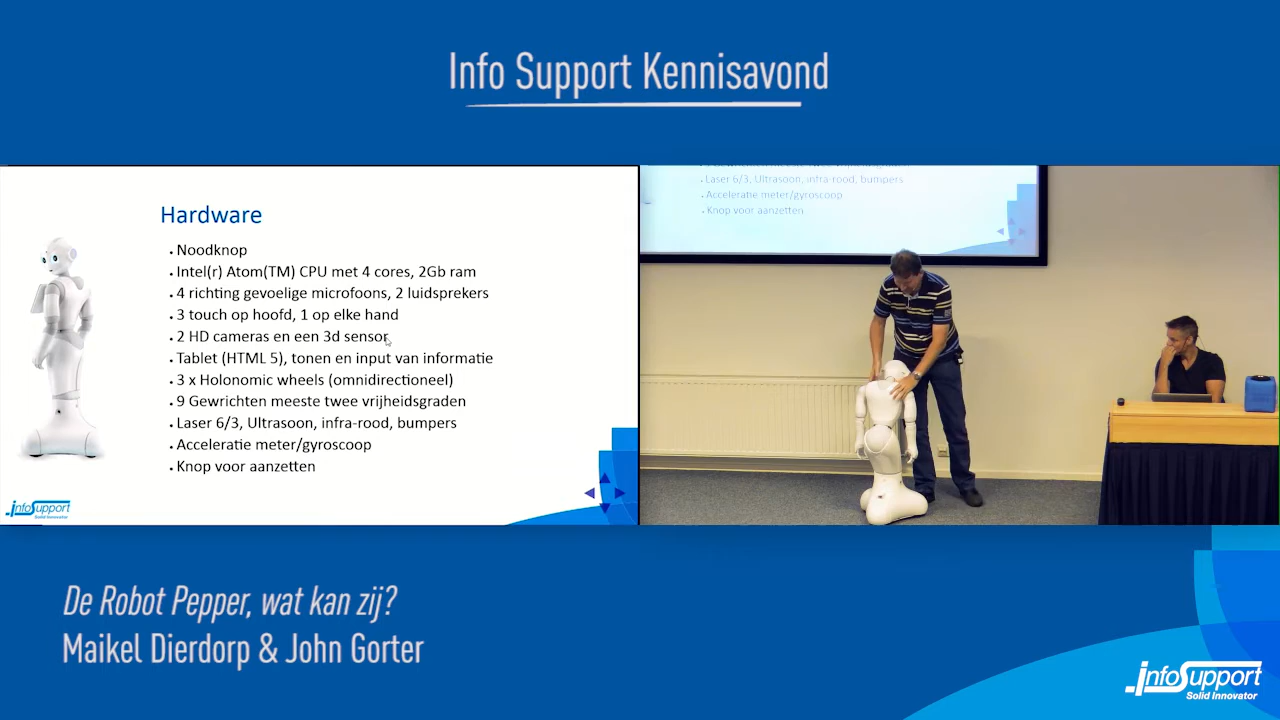 Info Support Kennisavond
Hardware
Noodknop
Intel(r) Atom(TM) CPU met 4 cores, 2Gb ram
4 richting gevoelige microfoons, 2 luidsprekers
3 touch op hoofd, 1 op elke hand
2 HD cameras en een 3d sensor
Tablet (HTML 5), tonen en input van informatie
3 x Holonomic wheels (omnidirectioneel)
9 Gewrichten meeste twee vrijheidsgraden
Laser 6/3, Ultrasoon, infra-rood, bumpers
Acceleratie meter/gyroscoop
Knop voor aanzetten
infoSupport
Solid Innovator
Laser 6/3, Ultrasoon, infra-rood, bumpers
Acceleratie meter/gyroscoop
Knop voor aanzetten
De Robot Pepper, wat kan zij?
Maikel Dierdorp & John Gorter
infoSupport
Solid Innovator